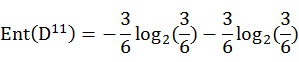 Ent(D¹¹) = −3/6 log₂(3/6) − 3/6 log₂(3/6)